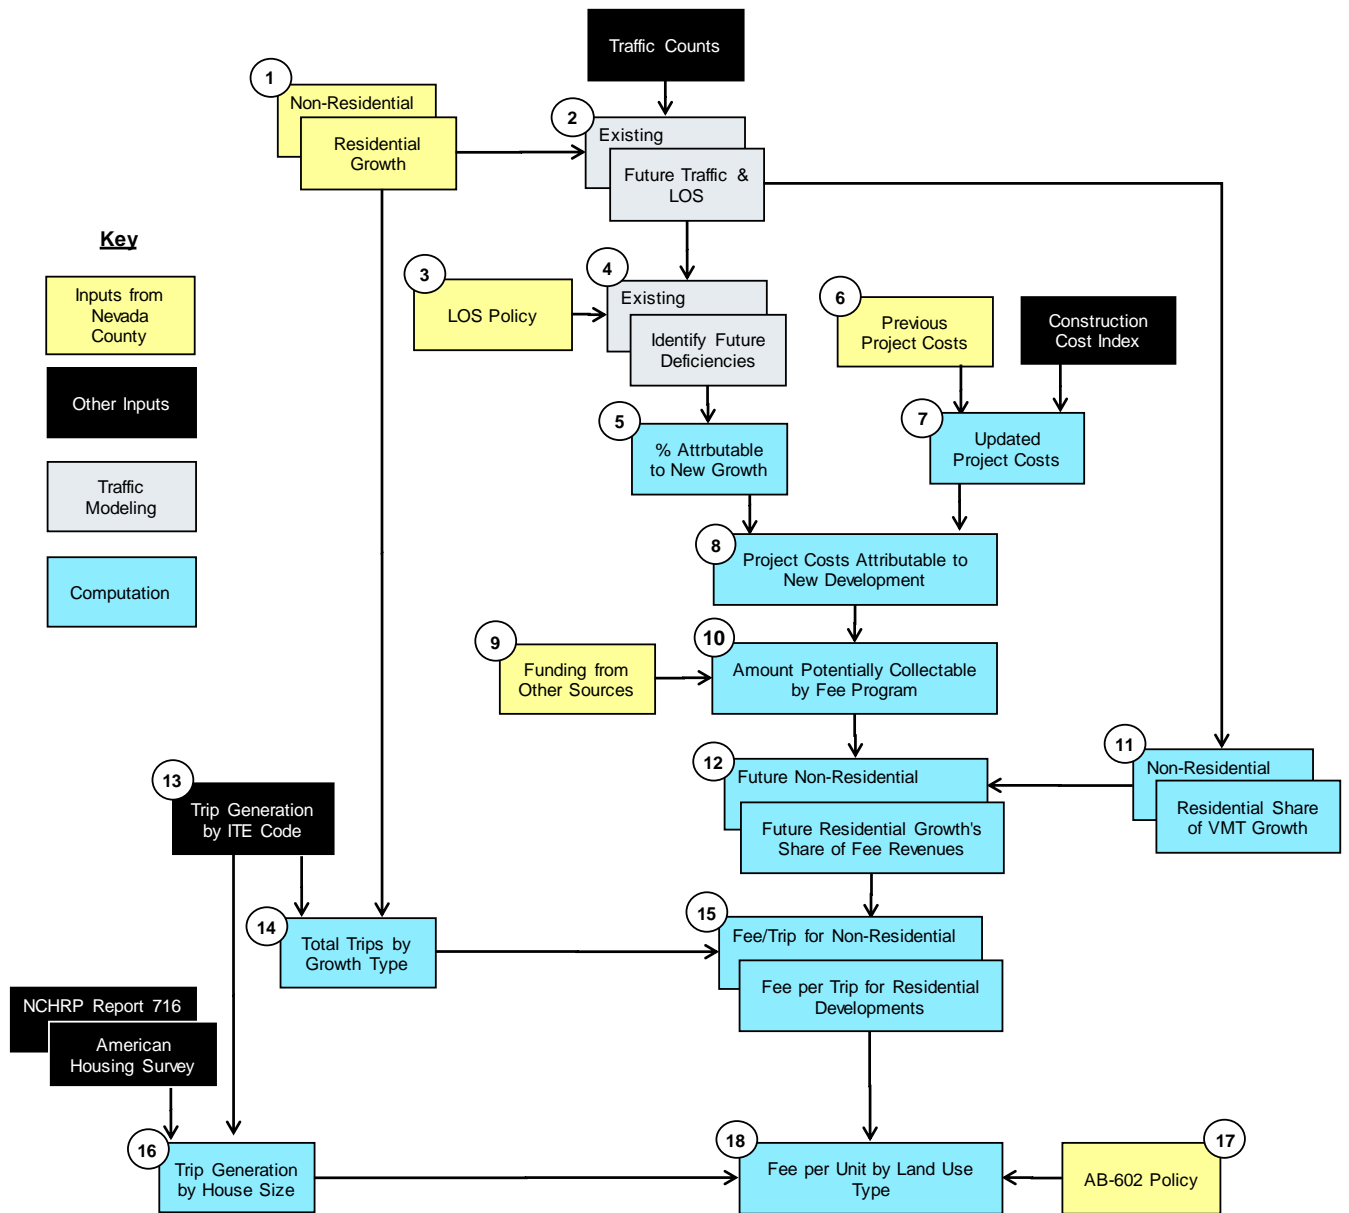 Traffic Counts
1
Non-Residential
Residential
Growth
2
Existing
Future Traffic &
LOS
Key
Inputs from
Nevada
County
Other Inputs
Traffic
Modeling
Computation
3
LOS Policy
4
Existing
Identify Future
Deficiencies
6
Previous
Project Costs
Construction
Cost Index
5
% Attrbutable
to New Growth
7
Updated
Project Costs
8
Project Costs Attributable to
New Development
9
Funding from
Other Sources
10
Amount Potentially Collectable
by Fee Program
11
Non-Residential
Residential Share
of VMT Growth
12
Future Non-Residential
Future Residential Growth's
Share of Fee Revenues
13
Trip Generation
by ITE Code
14
Total Trips by
Growth Type
15
Fee/Trip for Non-Residential
Fee per Trip for Residential
Developments
NCHRP Report 716
American
Housing Survey
16
Trip Generation
by House Size
18
Fee per Unit by Land Use
Type
17
AB-602 Policy